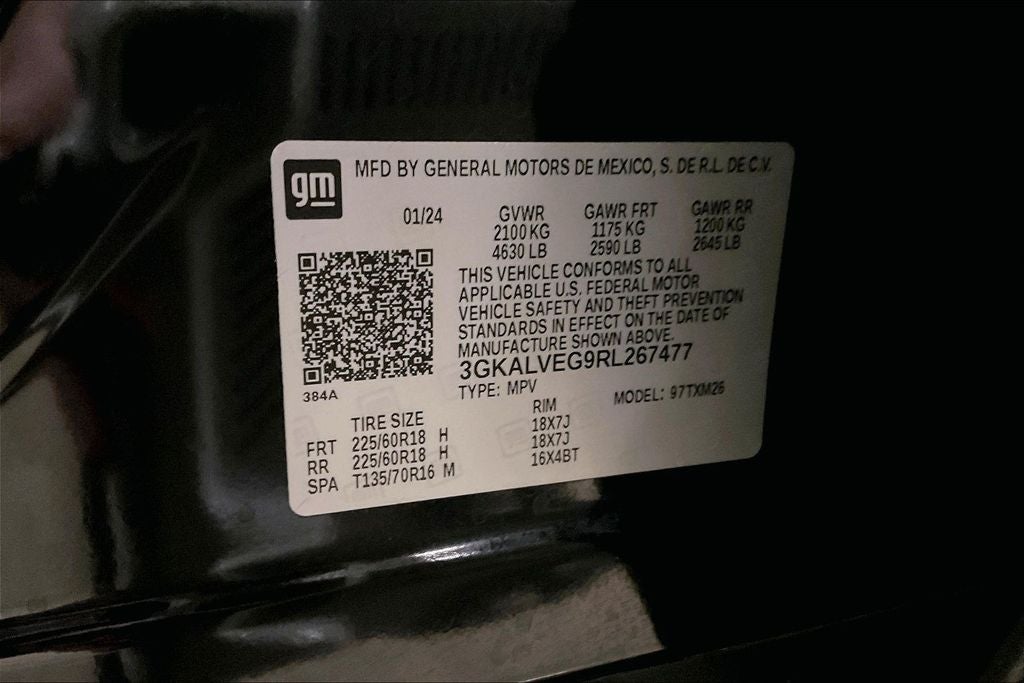 gm
MFD BY GENERAL MOTORS DE MEXICO, S. DE R.L. DE C.V.
01/24 GVWR GAWR FRT GAWR RR
2100 KG 1175 KG 1200 KG
4630 LB 2590 LB 2645 LB
THIS VEHICLE CONFORMS TO ALL
APPLICABLE U.S. FEDERAL MOTOR
VEHICLE SAFETY AND THEFT PREVENTION
STANDARDS IN EFFECT ON THE DATE OF
MANUFACTURE SHOWN ABOVE.
3GKALVEG9RL267477
TYPE: MPV MODEL: 97TXM26
384A
TIRE SIZE RIM
FRT 225/60R18 H 18X7J
RR 225/60R18 H 18X7J
SPA T135/70R16 M 16X4BT